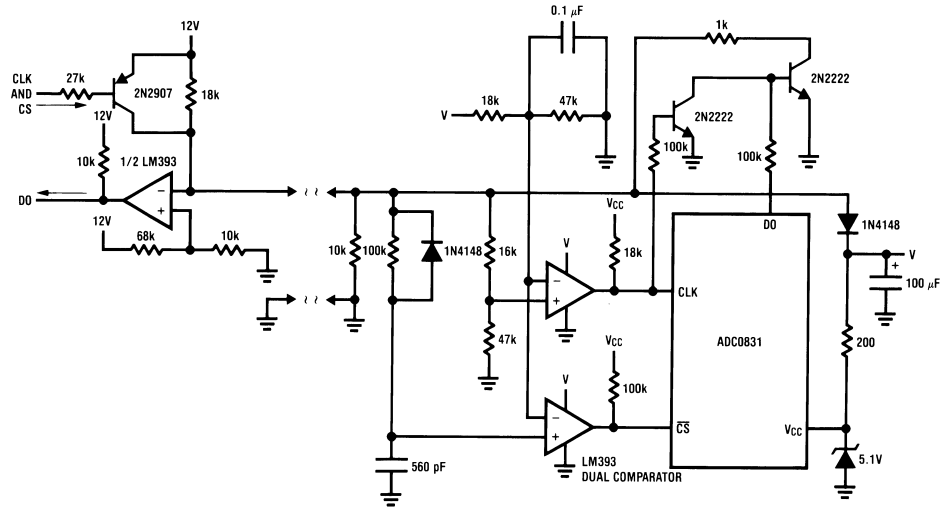 0.1 µF
1k
12V
CLK
AND
CS
27k
2N2907
18k
2N2222
2N2222
12V
V
18k
47k
10k
1/2 LM393
100k
100k
DO
−
+
12V
68k
10k
10k
100k
1N4148
16k
VCC
18k
V
−
+
DO
1N4148
V
+
100 µF
CLK
47k
ADC0831
200
VCC
100k
V
−
+
CS
VCC
5.1V
560 pF
LM393
DUAL COMPARATOR